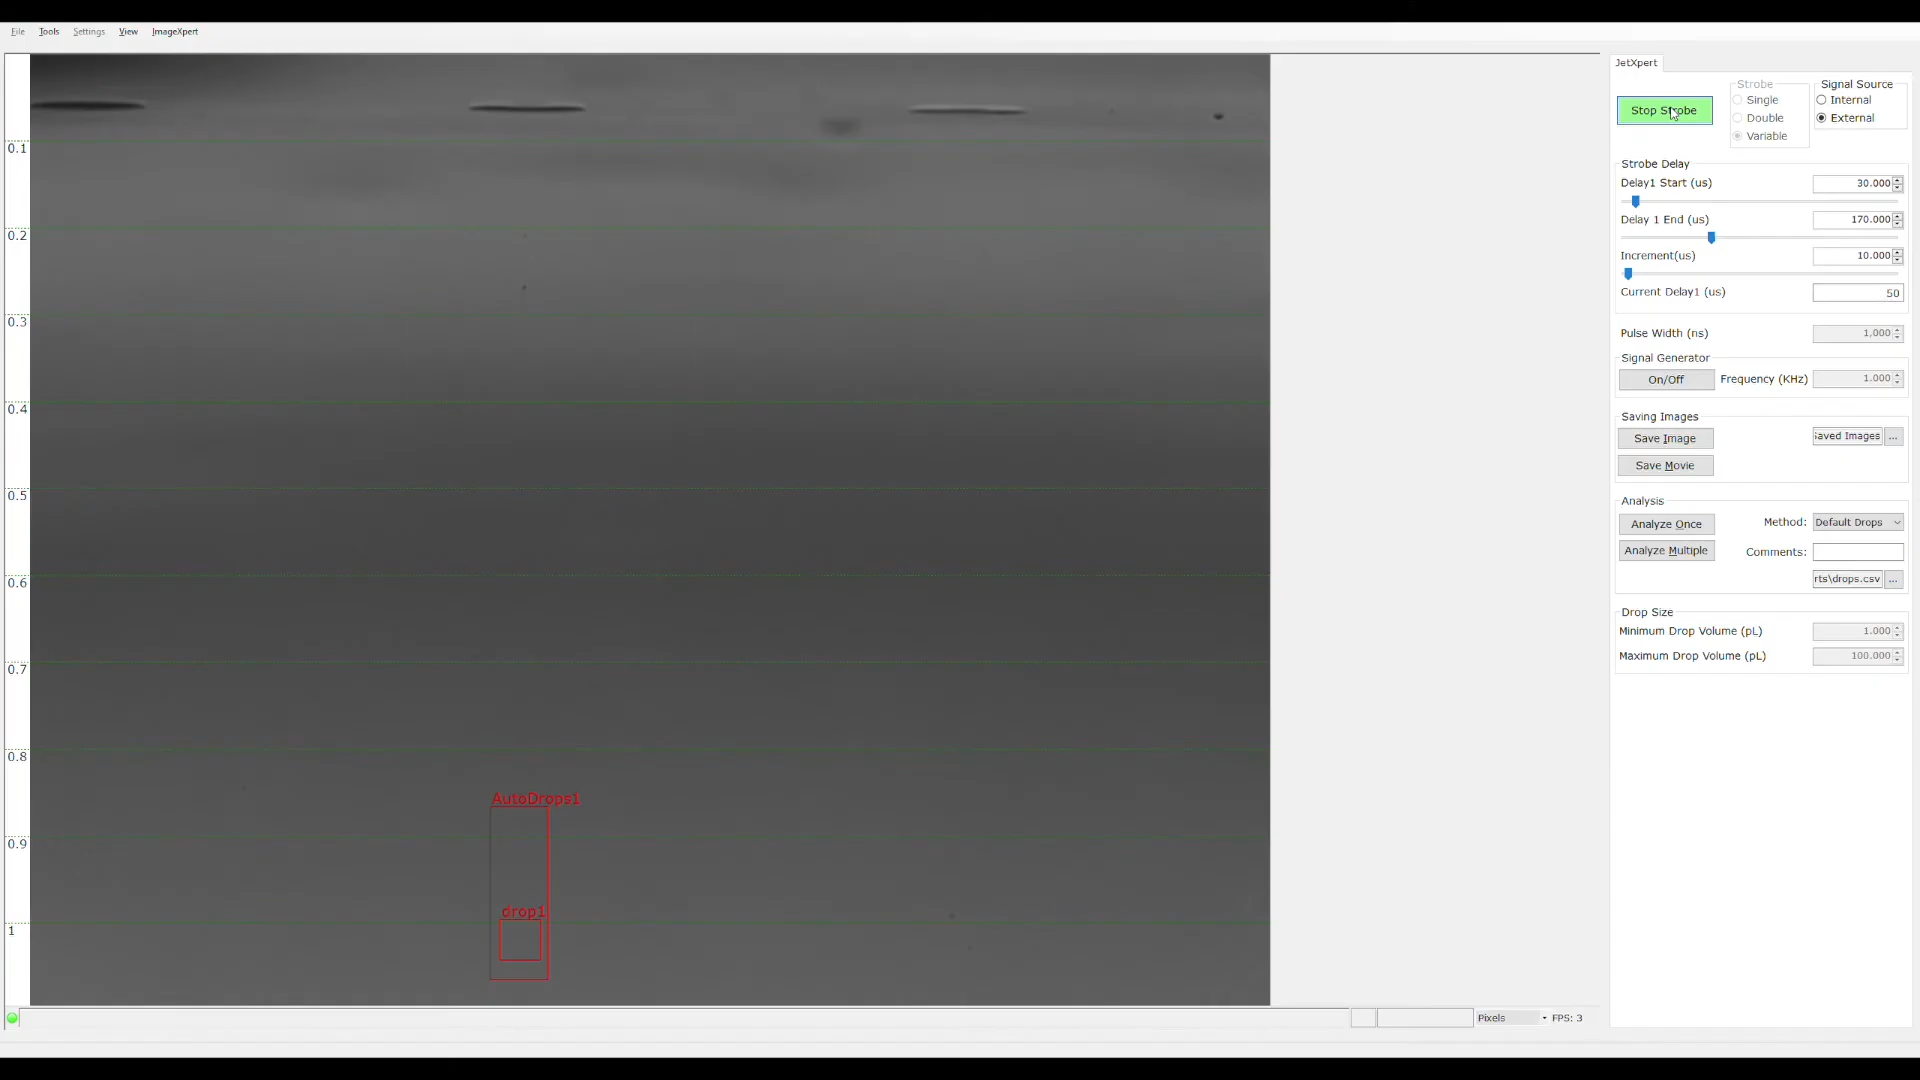 File Tools Settings View ImageXpert
JetXpert
Stop Strobe
Strobe
Single
Double
Variable
Signal Source
Internal
External
Strobe Delay
Delay1 Start (us) 30.000
Delay 1 End (us) 170.000
Increment(us) 10.000
Current Delay1 (us) 50
Pulse Width (ns) 1,000
Signal Generator
On/Off Frequency (KHz) 1.000
Saving Images
Save Image aved Images ...
Save Movie
Analysis
Analyze Once Method: Default Drops
Analyze Multiple Comments:
rts\drops.csv ...
Drop Size
Minimum Drop Volume (pL) 1.000
Maximum Drop Volume (pL) 100.000
0.1
0.2
0.3
0.4
0.5
0.6
0.7
0.8
0.9
1
AutoDrops1
drop1
Pixels FPS: 3